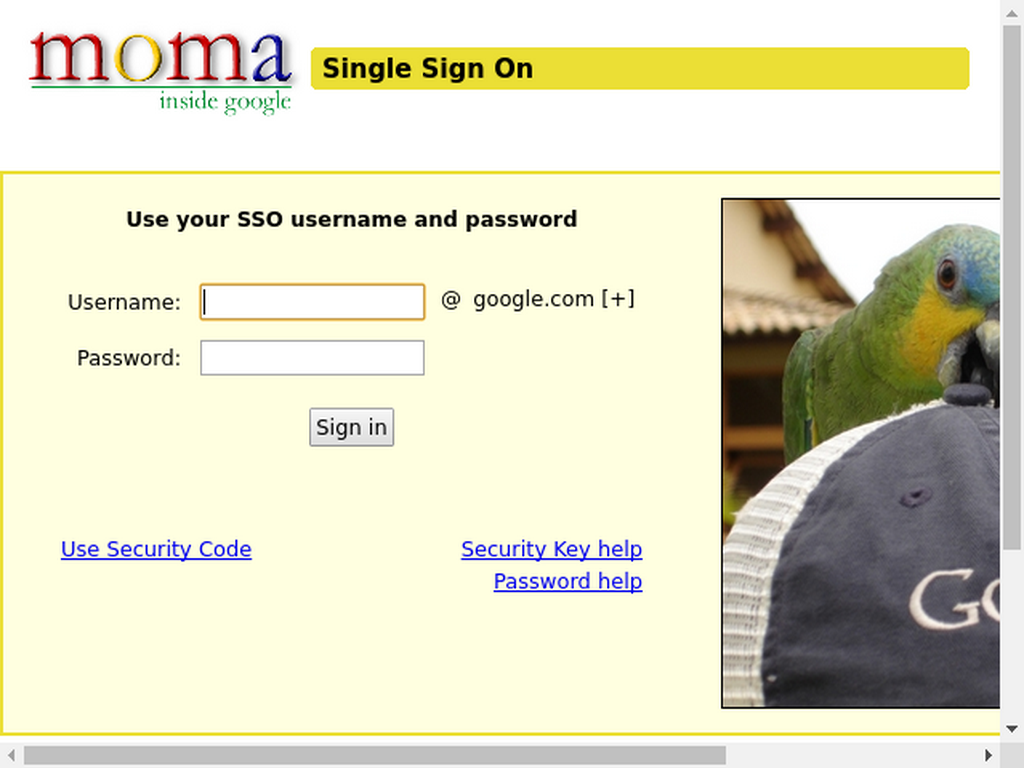 moma
inside google
Single Sign On
Use your SSO username and password
Username: @ google.com [+]
Password:
Sign in
Use Security Code Security Key help
Password help